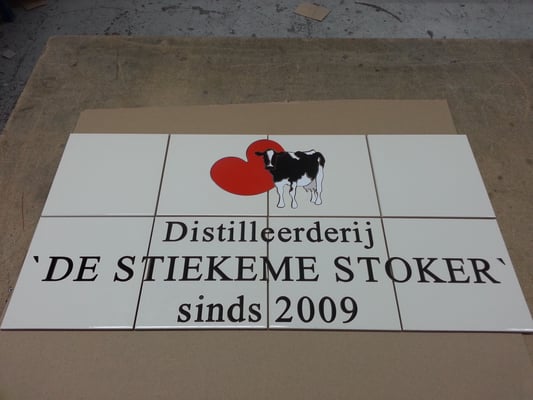 Distilleerderij
`DE STIEKEME STOKER`
sinds 2009